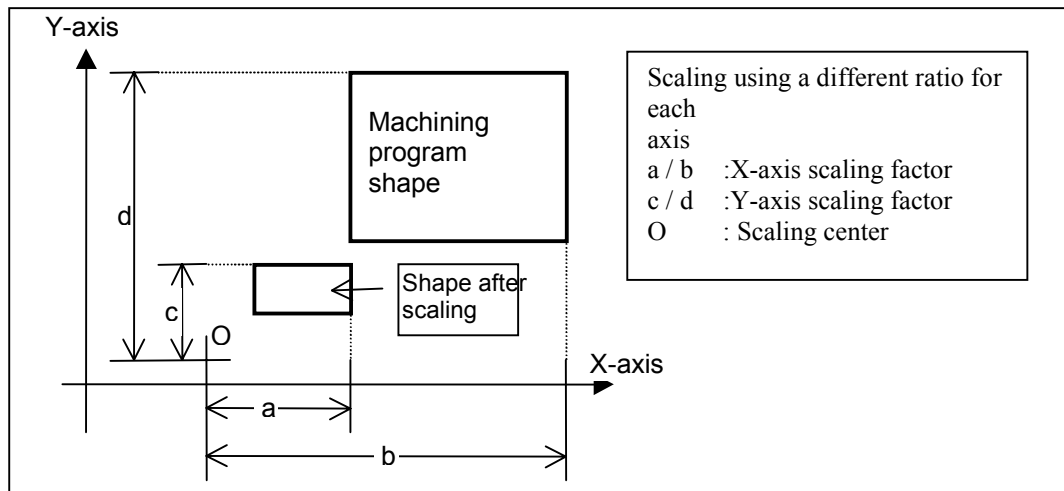 Y-axis
Machining
program
shape
d
c
O
Shape after
scaling
X-axis
a
b
Scaling using a different ratio for
each
axis
a / b :X-axis scaling factor
c / d :Y-axis scaling factor
O : Scaling center